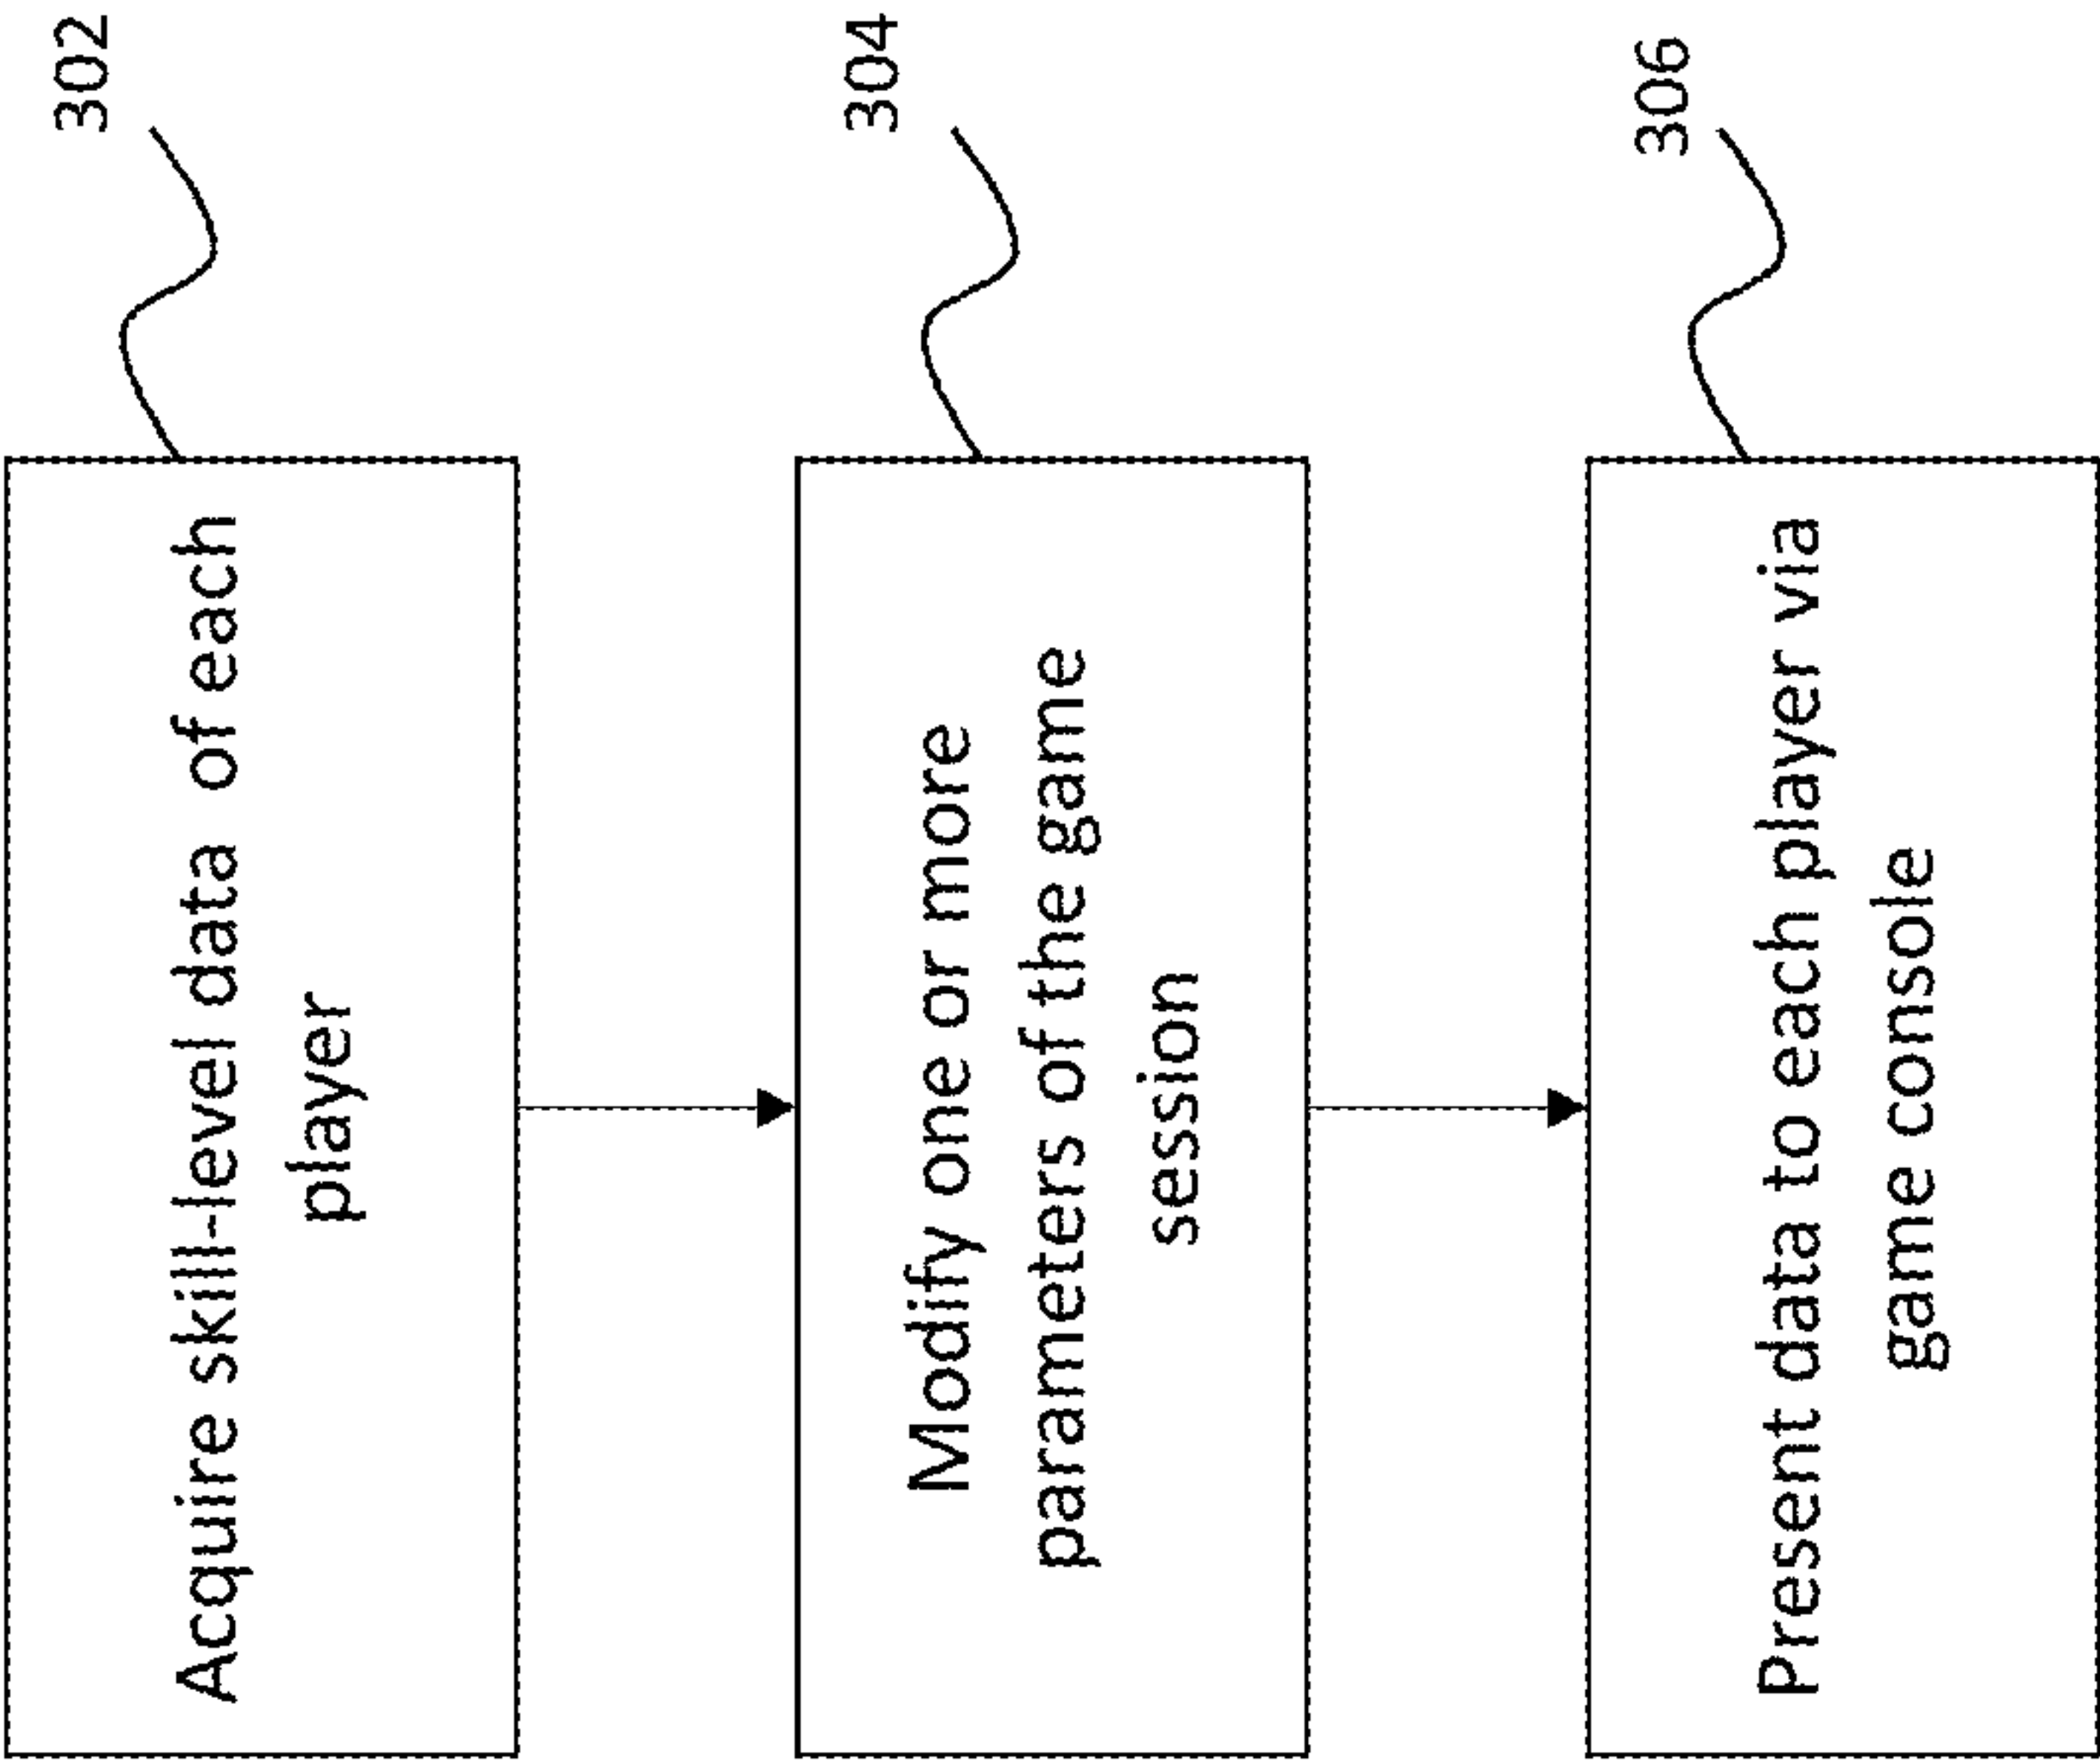 Acquire skill-level data of each
player
302
Modify one or more
parameters of the game
session
304
Present data to each player via
game console
306